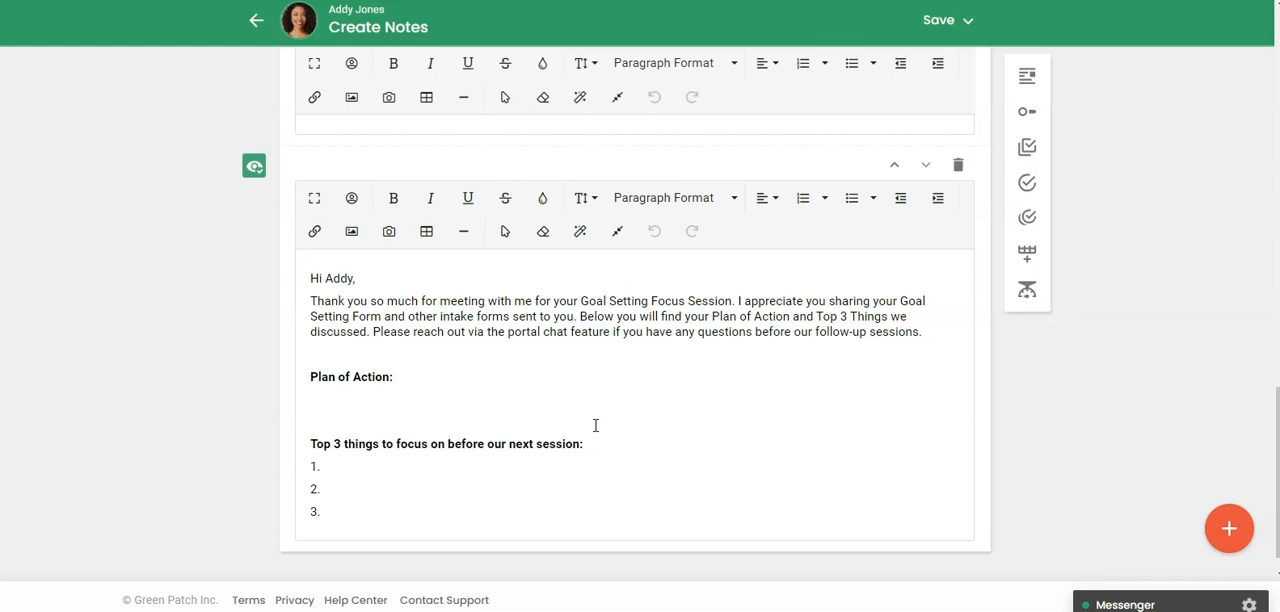 Addy Jones
Create Notes
Save
Paragraph Format
Paragraph Format
Hi Addy,
Thank you so much for meeting with me for your Goal Setting Focus Session. I appreciate you sharing your Goal
Setting Form and other intake forms sent to you. Below you will find your Plan of Action and Top 3 Things we
discussed. Please reach out via the portal chat feature if you have any questions before our follow-up sessions.
Plan of Action:
Top 3 things to focus on before our next session:
1.
2.
3.
© Green Patch Inc. Terms Privacy Help Center Contact Support
Messenger